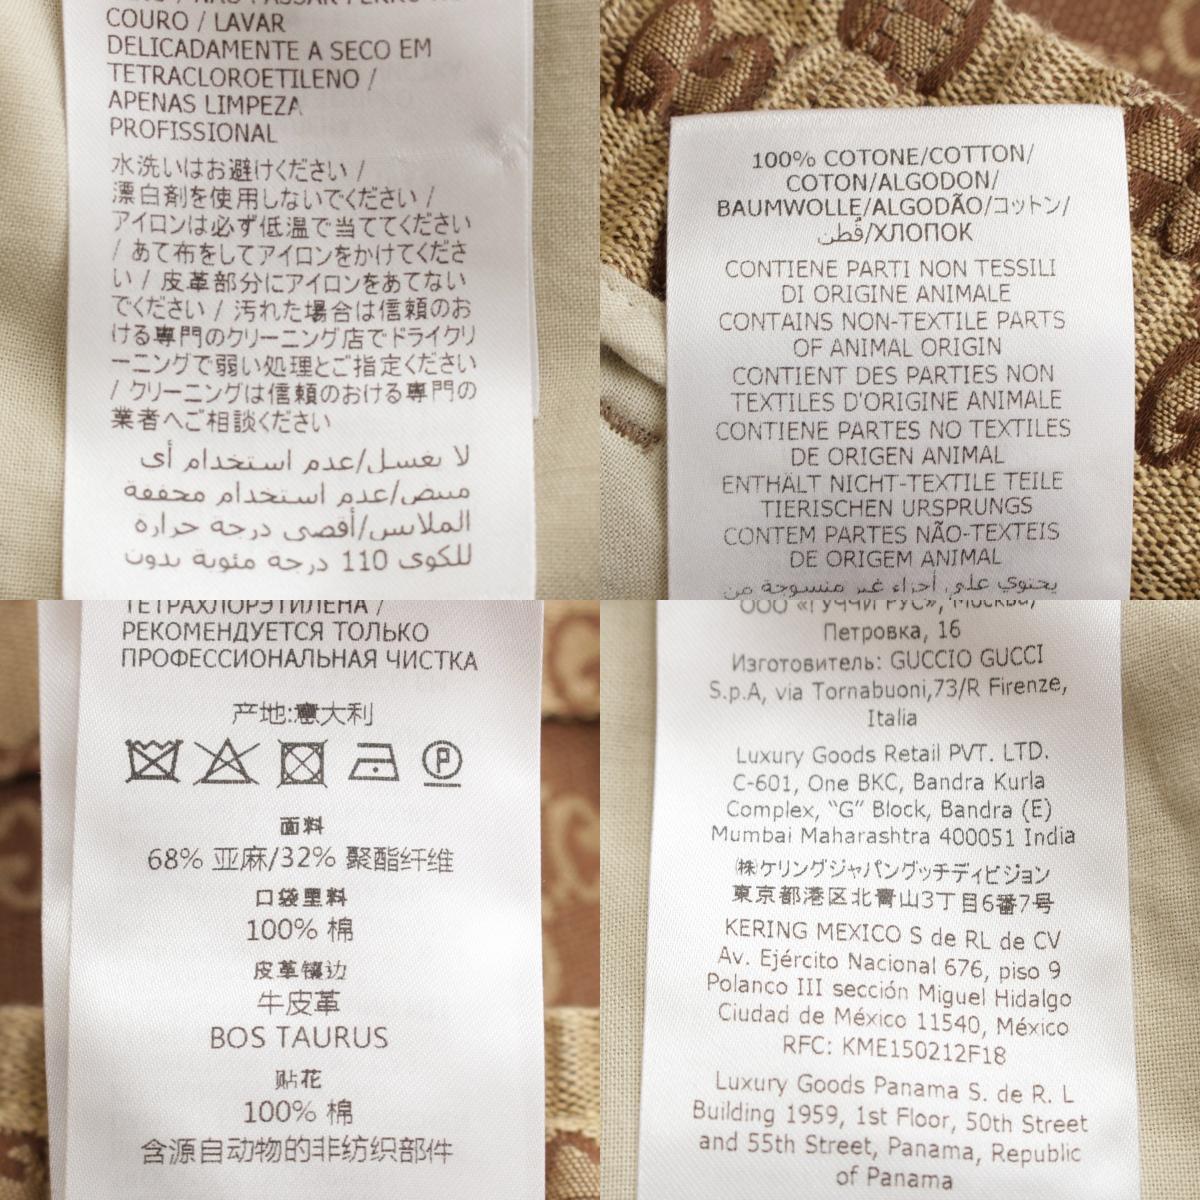 COURO / LAVAR
DELICADAMENTE A SECO EM
TETRACLOROETILENO /
APENAS LIMPEZA
PROFISSIONAL
水洗いはお避けください /
漂白剤を使用しないでください /
アイロンは必ず低温で当ててください
/ あて布をしてアイロンをかけてくださ
い / 皮革部分にアイロンをあてない
でください / 汚れた場合は信頼のお
ける専門のクリーニング店でドライクリ
ーニングで弱い処理とご指定ください
/ クリーニングは信頼のおける専門の
業者へご相談ください
لا يغسل/عدم استخدام أى
مبيض/عدم استخدام مجففة
الملابس/أقصى درجة حرارة
للكوى 110 درجة مئوية بدون
100% COTONE/COTTON/
COTON/ALGODON/
BAUMWOLLE/ALGODÃO/コットン/
قُطن/ХЛОПОК
CONTIENE PARTI NON TESSILI
DI ORIGINE ANIMALE
CONTAINS NON-TEXTILE PARTS
OF ANIMAL ORIGIN
CONTIENT DES PARTIES NON
TEXTILES D'ORIGINE ANIMALE
CONTIENE PARTES NO TEXTILES
DE ORIGEN ANIMAL
ENTHÄLT NICHT-TEXTILE TEILE
TIERISCHEN URSPRUNGS
CONTEM PARTES NÃO-TEXTEIS
DE ORIGEM ANIMAL
يحتوي على أجزاء غير منسوجة من
ТЕТРАХЛОРЭТИЛЕНА /
РЕКОМЕНДУЕТСЯ ТОЛЬКО
ПРОФЕССИОНАЛЬНАЯ ЧИСТКА
产地:意大利
P
面料
68% 亚麻/32% 聚酯纤维
口袋里料
100% 棉
皮革镶边
牛皮革
BOS TAURUS
贴花
100% 棉
含源自动物的非纺织部件
ООО «ГУЧЧИ РУС», Москва,
Петровка, 16
Изготовитель: GUCCIO GUCCI
S.p.A, via Tornabuoni,73/R Firenze,
Italia
Luxury Goods Retail PVT. LTD.
C-601, One BKC, Bandra Kurla
Complex, “G” Block, Bandra (E)
Mumbai Maharashtra 400051 India
㈱ケリングジャパングッチディビジョン
東京都港区北青山3丁目6番7号
KERING MEXICO S de RL de CV
Av. Ejército Nacional 676, piso 9
Polanco III sección Miguel Hidalgo
Ciudad de México 11540, México
RFC: KME150212F18
Luxury Goods Panama S. de R. L
Building 1959, 1st Floor, 50th Street
and 55th Street, Panama, Republic
of Panama